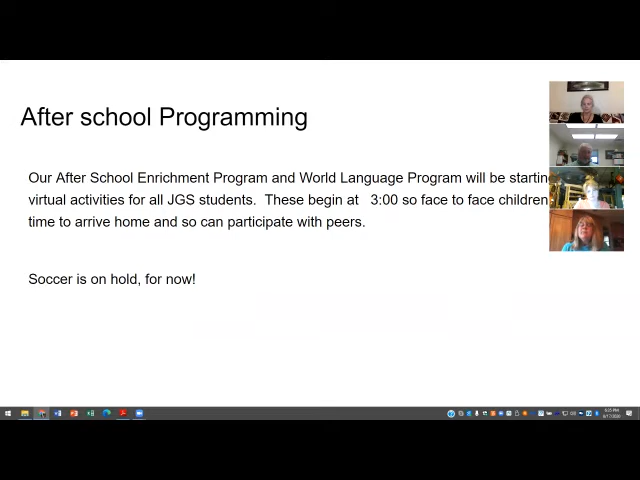 After school Programming
Our After School Enrichment Program and World Language Program will be starting
virtual activities for all JGS students.  These begin at   3:00 so face to face children
time to arrive home and so can participate with peers.
Soccer is on hold, for now!